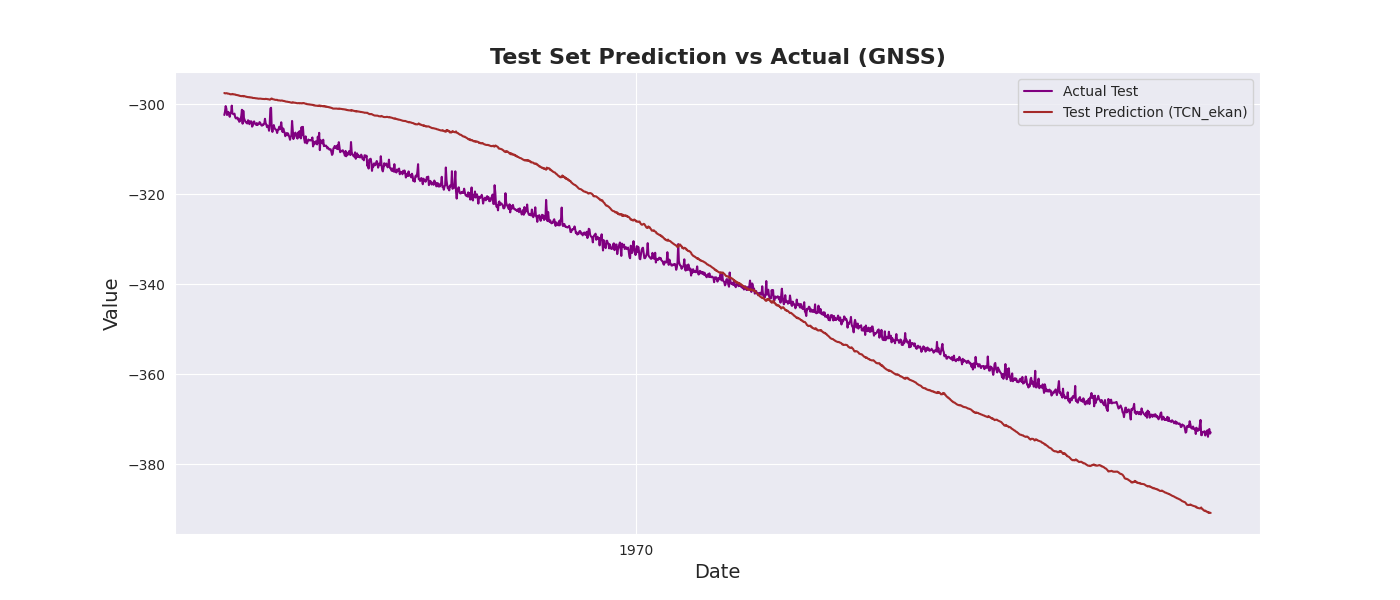 Test Set Prediction vs Actual (GNSS)
Actual Test
Test Prediction (TCN_ekan)
−300
−320
−340
−360
−380
Value
1970
Date